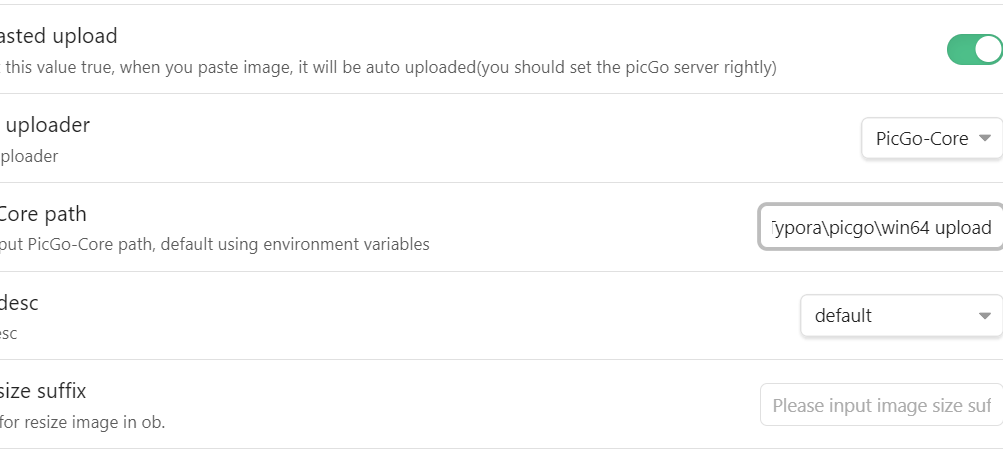 asted upload
this value true, when you paste image, it will be auto uploaded(you should set the picGo server rightly)
uploader
ploader
PicGo-Core
Core path
put PicGo-Core path, default using environment variables
Typora\picgo\win64 upload
desc
esc
default
size suffix
for resize image in ob.
Please input image size suf